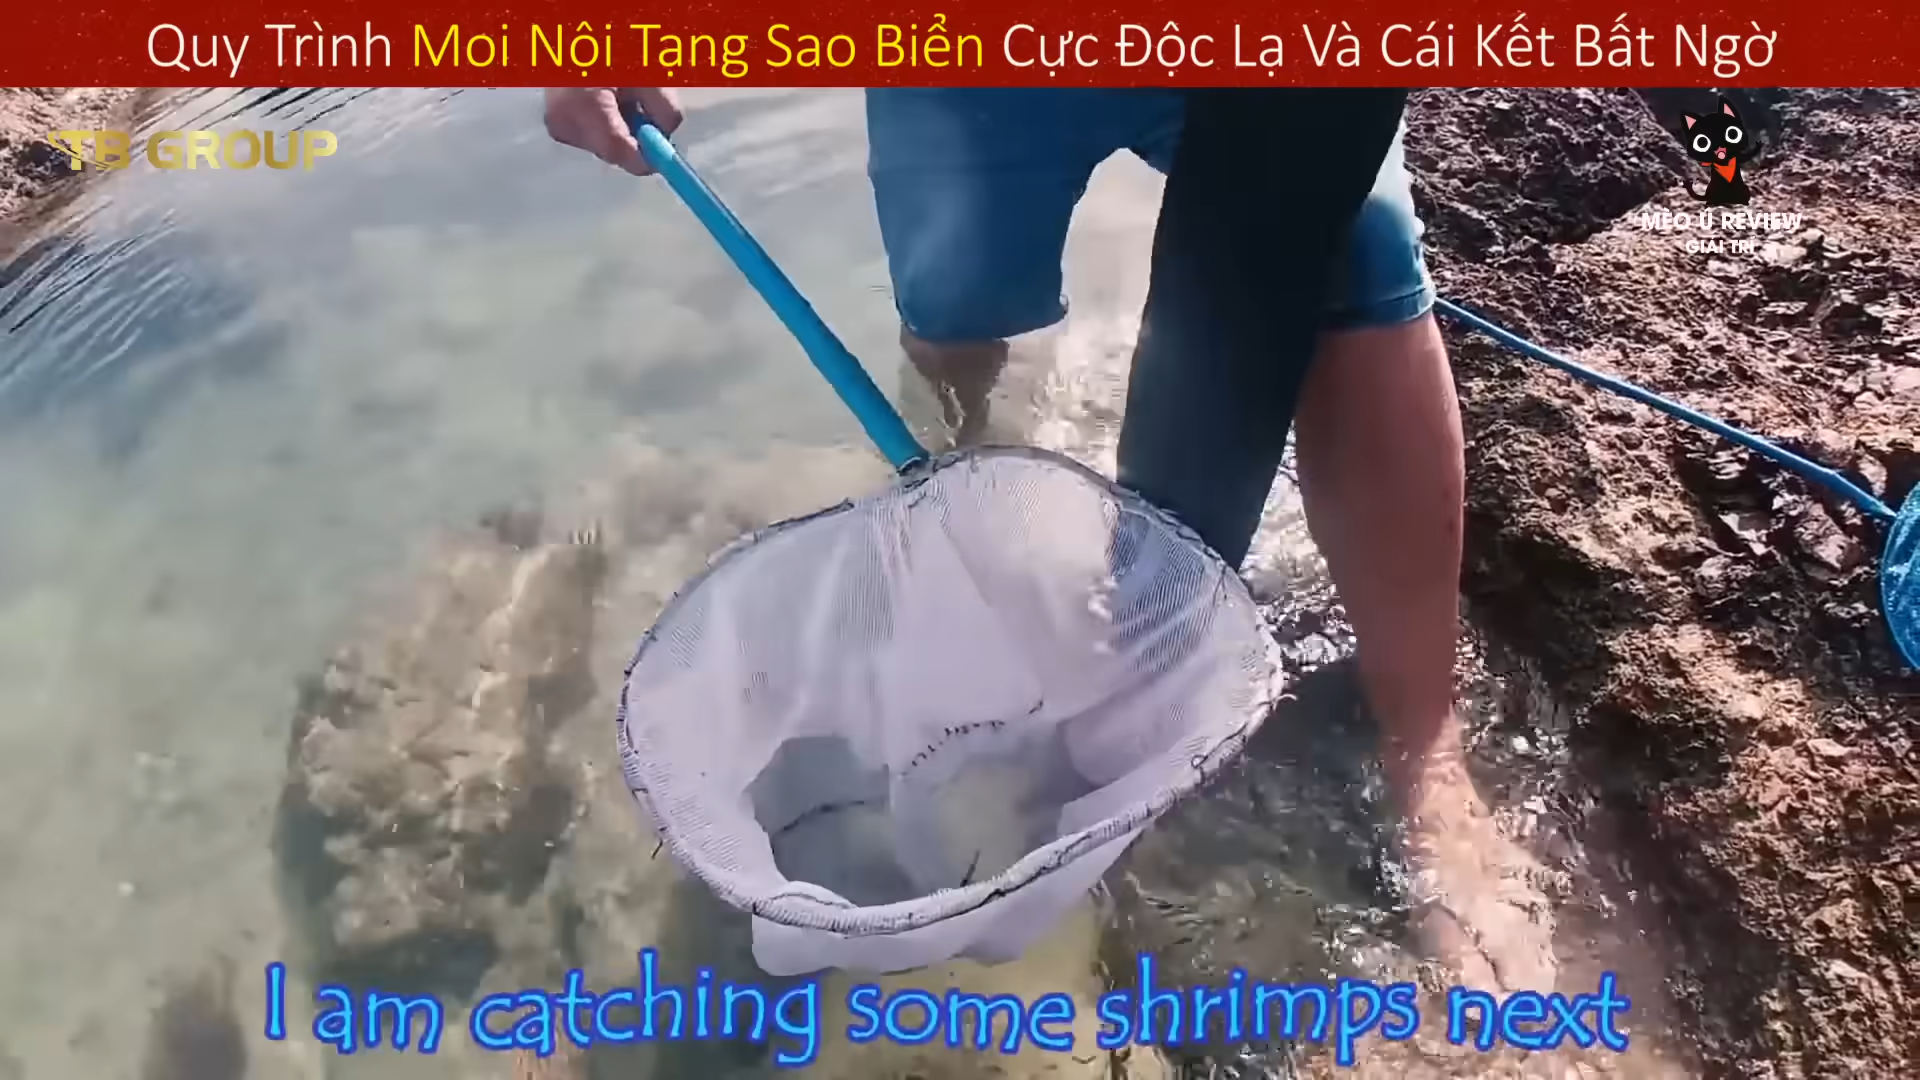 Quy Trình Moi Nội Tạng Sao Biển Cực Độc Lạ Và Cái Kết Bất Ngờ
TB GROUP
MÈO Ú REVIEW
GIẢI TRÍ
I am catching some shrimps next